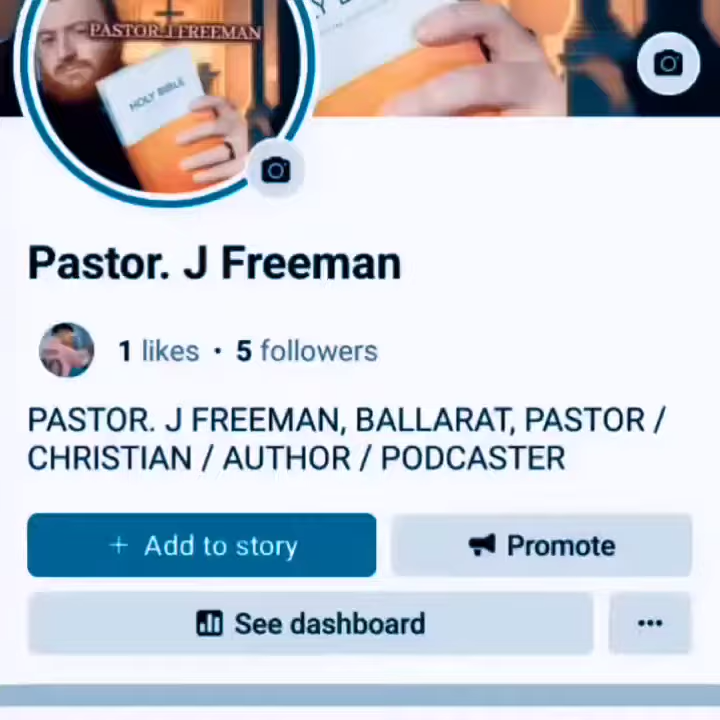 PASTOR. J FREEMAN
HOLY BIBLE
Pastor. J Freeman
1 likes • 5 followers
PASTOR. J FREEMAN, BALLARAT, PASTOR /
CHRISTIAN / AUTHOR / PODCASTER
+ Add to story
Promote
See dashboard